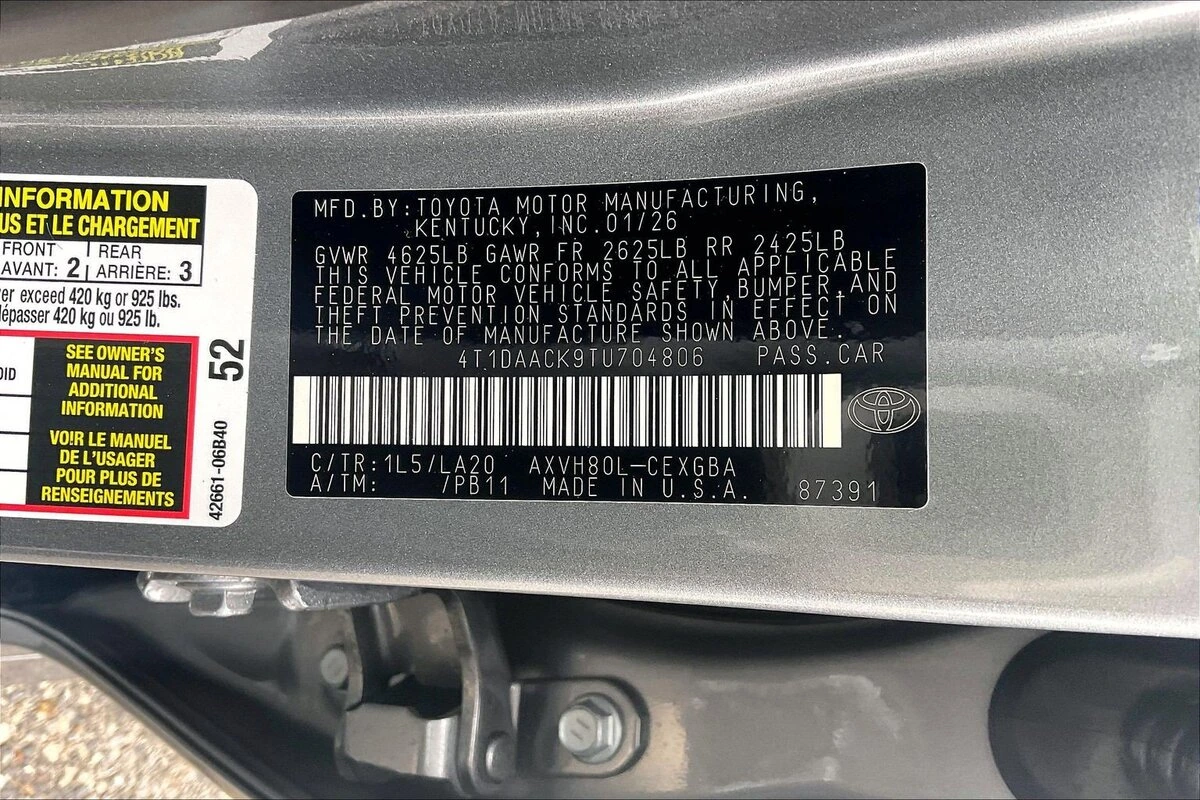 INFORMATION
US ET LE CHARGEMENT
FRONT REAR
AVANT: 2 ARRIÈRE: 3
er exceed 420 kg or 925 lbs.
dépasser 420 kg ou 925 lb.
SEE OWNER'S
MANUAL FOR
ADDITIONAL
INFORMATION
VOIR LE MANUEL
DE L'USAGER
POUR PLUS DE
RENSEIGNEMENTS
52
42661-06B40
MFD.BY:TOYOTA MOTOR MANUFACTURING,
KENTUCKY,INC.01/26
GVWR 4625LB GAWR FR 2625LB RR 2425LB
THIS VEHICLE CONFORMS TO ALL APPLICABLE
FEDERAL MOTOR VEHICLE SAFETY,BUMPER,AND
THEFT PREVENTION STANDARDS IN EFFECT ON
THE DATE OF MANUFACTURE SHOWN ABOVE.
4T1DAACK9TU704806 PASS.CAR
C/TR:1L5/LA20 AXVH80L-CEXGBA
A/TM: /PB11 MADE IN U.S.A. 87391